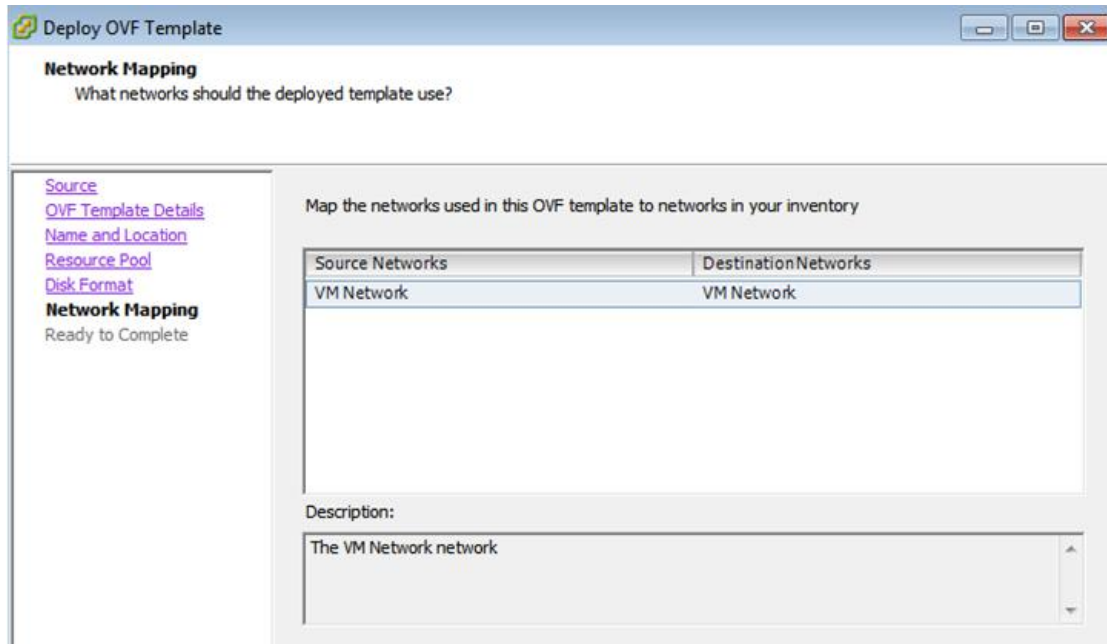 Deploy OVF Template
Network Mapping
What networks should the deployed template use?
Source
OVF Template Details
Name and Location
Resource Pool
Disk Format
Network Mapping
Ready to Complete
Map the networks used in this OVF template to networks in your inventory
Source Networks DestinationNetworks
VM Network VM Network
Description:
The VM Network network